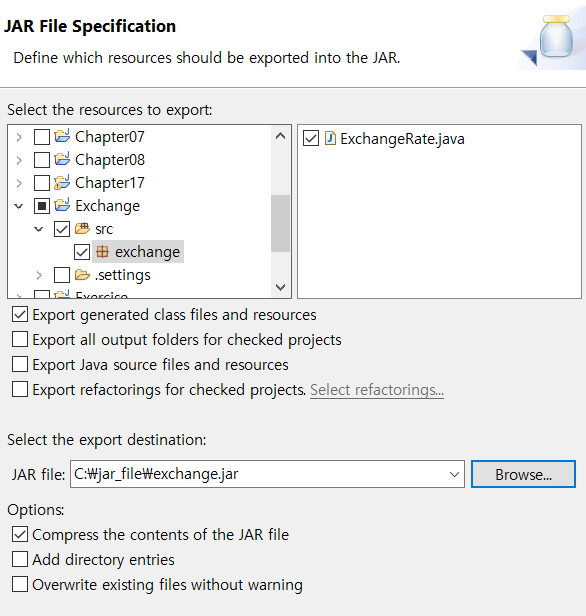 JAR File Specification
Define which resources should be exported into the JAR.
Select the resources to export:
Chapter07
Chapter08
Chapter17
Exchange
src
exchange
.settings
Exercise
ExchangeRate.java
Export generated class files and resources
Export all output folders for checked projects
Export Java source files and resources
Export refactorings for checked projects. Select refactorings...
Select the export destination:
JAR file: C:₩jar_file₩exchange.jar Browse...
Options:
Compress the contents of the JAR file
Add directory entries
Overwrite existing files without warning